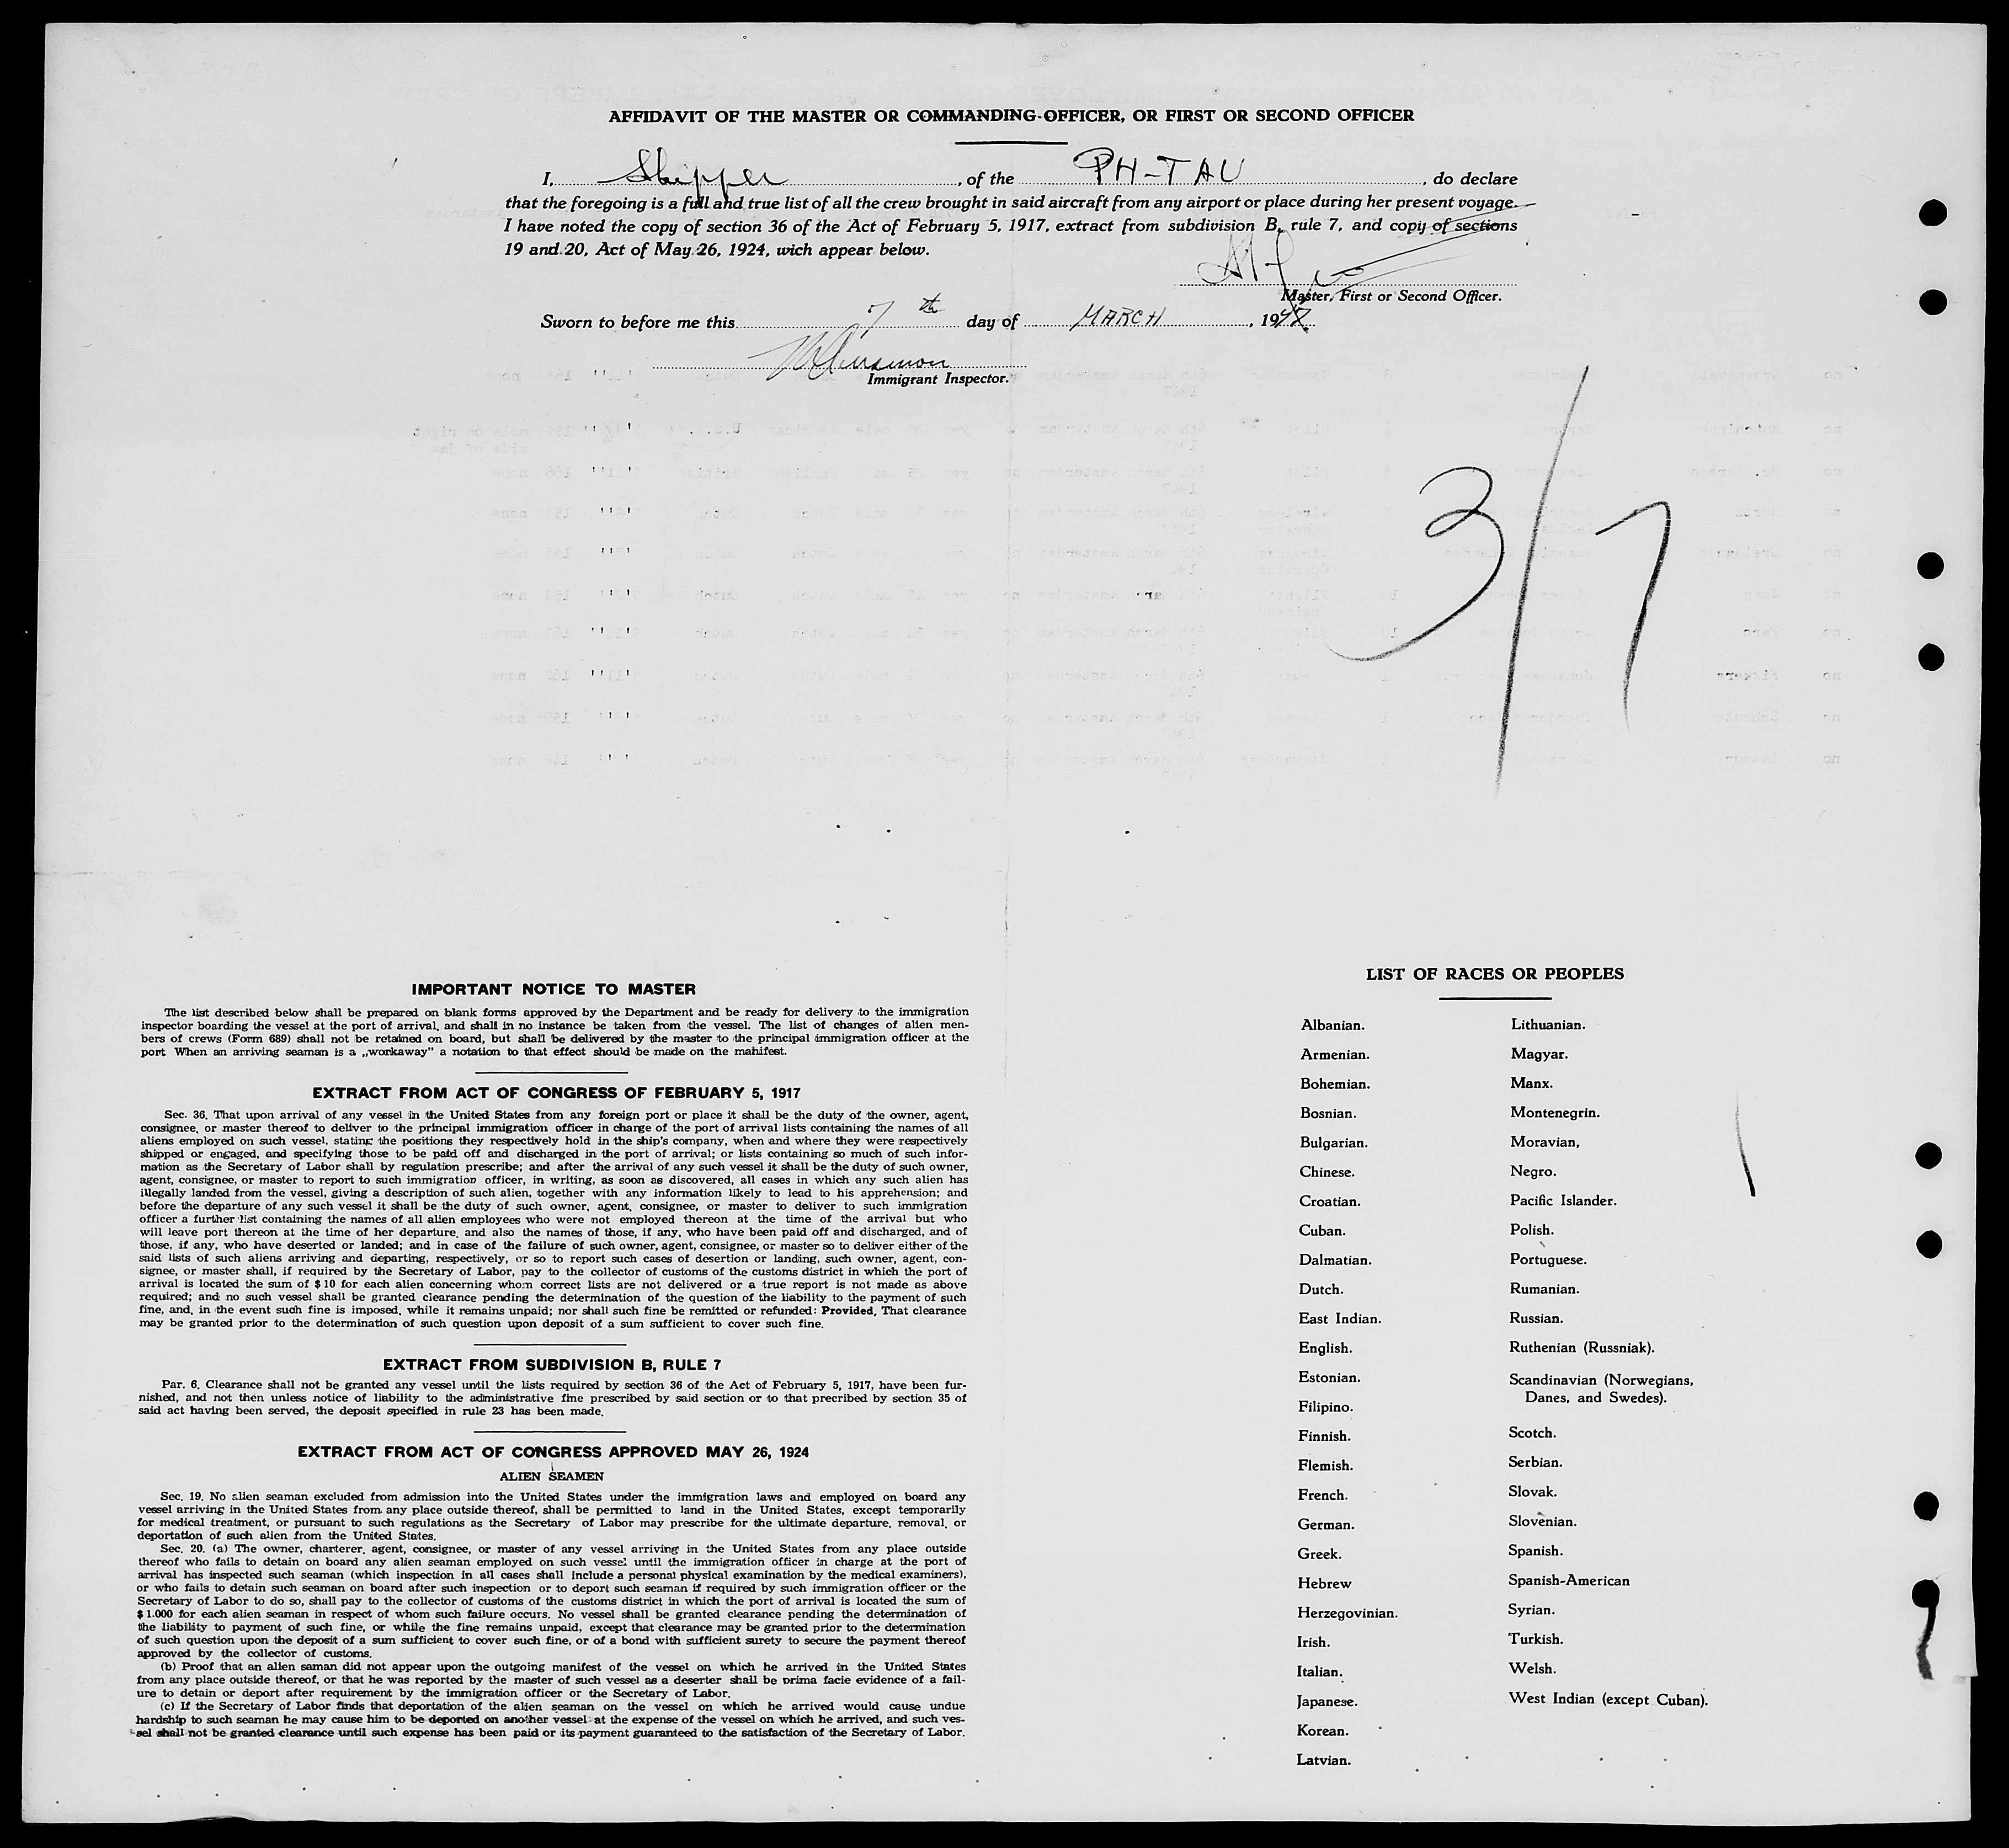 AFFIDAVIT OF THE MASTER OR COMMANDING-OFFICER, OR FIRST OR SECOND OFFICER
I, Skipper, of the PH-TAU, do declare
that the foregoing is a full and true list of all the crew brought in said aircraft from any airport or place during her present voyage.
I have noted the copy of section 36 of the Act of February 5, 1917, extract from subdivision B, rule 7, and copy of sections
19 and 20, Act of May 26, 1924, wich appear below.
Master, First or Second Officer.
Sworn to before me this 7th day of MARCH, 1947.
Immigrant Inspector.
3/7
IMPORTANT NOTICE TO MASTER
The list described below shall be prepared on blank forms approved by the Department and be ready for delivery to the immigration
inspector boarding the vessel at the port of arrival, and shall in no instance be taken from the vessel. The list of changes of alien men-
bers of crews (Form 689) shall not be retained on board, but shall be delivered by the master to the principal immigration officer at the
port When an arriving seaman is a „workaway" a notation to that effect should be made on the mahifest.
EXTRACT FROM ACT OF CONGRESS OF FEBRUARY 5, 1917
Sec. 36. That upon arrival of any vessel in the United States from any foreign port or place it shall be the duty of the owner, agent,
consignee, or master thereof to deliver to the principal immigration officer in charge of the port of arrival lists containing the names of all
aliens employed on such vessel, stating the positions they respectively hold in the ship's company, when and where they were respectively
shipped or engaged, and specifying those to be paid off and discharged in the port of arrival; or lists containing so much of such infor-
mation as the Secretary of Labor shall by regulation prescribe; and after the arrival of any such vessel it shall be the duty of such owner,
agent, consignee, or master to report to such immigration officer, in writing, as soon as discovered, all cases in which any such alien has
illegally landed from the vessel, giving a description of such alien, together with any information likely to lead to his apprehension; and
before the departure of any such vessel it shall be the duty of such owner, agent, consignee, or master to deliver to such immigration
officer a further list containing the names of all alien employees who were not employed thereon at the time of the arrival but who
will leave port thereon at the time of her departure, and also the names of those, if any, who have been paid off and discharged, and of
those, if any, who have deserted or landed; and in case of the failure of such owner, agent, consignee, or master so to deliver either of the
said lists of such aliens arriving and departing, respectively, or so to report such cases of desertion or landing, such owner, agent, con-
signee, or master shall, if required by the Secretary of Labor, pay to the collector of customs of the customs district in which the port of
arrival is located the sum of $ 10 for each alien concerning whom correct lists are not delivered or a true report is not made as above
required; and no such vessel shall be granted clearance pending the determination of the question of the liability to the payment of such
fine, and, in the event such fine is imposed, while it remains unpaid; nor shall such fine be remitted or refunded: Provided, That clearance
may be granted prior to the determination of such question upon deposit of a sum sufficient to cover such fine.
EXTRACT FROM SUBDIVISION B, RULE 7
Par. 6. Clearance shall not be granted any vessel until the lists required by section 36 of the Act of February 5, 1917, have been fur-
nished, and not then unless notice of liability to the administrative fine prescribed by said section or to that precribed by section 35 of
said act having been served, the deposit specified in rule 23 has been made.
EXTRACT FROM ACT OF CONGRESS APPROVED MAY 26, 1924
ALIEN SEAMEN
Sec. 19. No alien seaman excluded from admission into the United States under the immigration laws and employed on board any
vessel arriving in the United States from any place outside thereof, shall be permitted to land in the United States, except temporarily
for medical treatment, or pursuant to such regulations as the Secretary of Labor may prescribe for the ultimate departure, removal, or
deportation of such alien from the United States.
Sec. 20. (a) The owner, charterer, agent, consignee, or master of any vessel arriving in the United States from any place outside
thereof who fails to detain on board any alien seaman employed on such vessel until the immigration officer in charge at the port of
arrival has inspected such seaman (which inspection in all cases shall include a personal physical examination by the medical examiners),
or who fails to detain such seaman on board after such inspection or to deport such seaman if required by such immigration officer or the
Secretary of Labor to do so, shall pay to the collector of customs of the customs district in which the port of arrival is located the sum of
$ 1.000 for each alien seaman in respect of whom such failure occurs. No vessel shall be granted clearance pending the determination of
the liability to payment of such fine, or while the fine remains unpaid, except that clearance may be granted prior to the determination
of such question upon the deposit of a sum sufficient to cover such fine, or of a bond with sufficient surety to secure the payment thereof
approved by the collector of customs.
(b) Proof that an alien saman did not appear upon the outgoing manifest of the vessel on which he arrived in the United States
from any place outside thereof, or that he was reported by the master of such vessel as a deserter shall be prima facie evidence of a fail-
ure to detain or deport after requirement by the immigration officer or the Secretary of Labor.
(c) If the Secretary of Labor finds that deportation of the alien seaman on the vessel on which he arrived would cause undue
hardship to such seaman he may cause him to be deported on another vessel at the expense of the vessel on which he arrived, and such ves-
sel shall not be granted clearance until such expense has been paid or its payment guaranteed to the satisfaction of the Secretary of Labor.
LIST OF RACES OR PEOPLES
Albanian.
Armenian.
Bohemian.
Bosnian.
Bulgarian.
Chinese.
Croatian.
Cuban.
Dalmatian.
Dutch.
East Indian.
English.
Estonian.
Filipino.
Finnish.
Flemish.
French.
German.
Greek.
Hebrew
Herzegovinian.
Irish.
Italian.
Japanese.
Korean.
Latvian.
Lithuanian.
Magyar.
Manx.
Montenegrin.
Moravian,
Negro.
Pacific Islander.
Polish.
Portuguese.
Rumanian.
Russian.
Ruthenian (Russniak).
Scandinavian (Norwegians,
Danes, and Swedes).
Scotch.
Serbian.
Slovak.
Slovenian.
Spanish.
Spanish-American
Syrian.
Turkish.
Welsh.
West Indian (except Cuban).